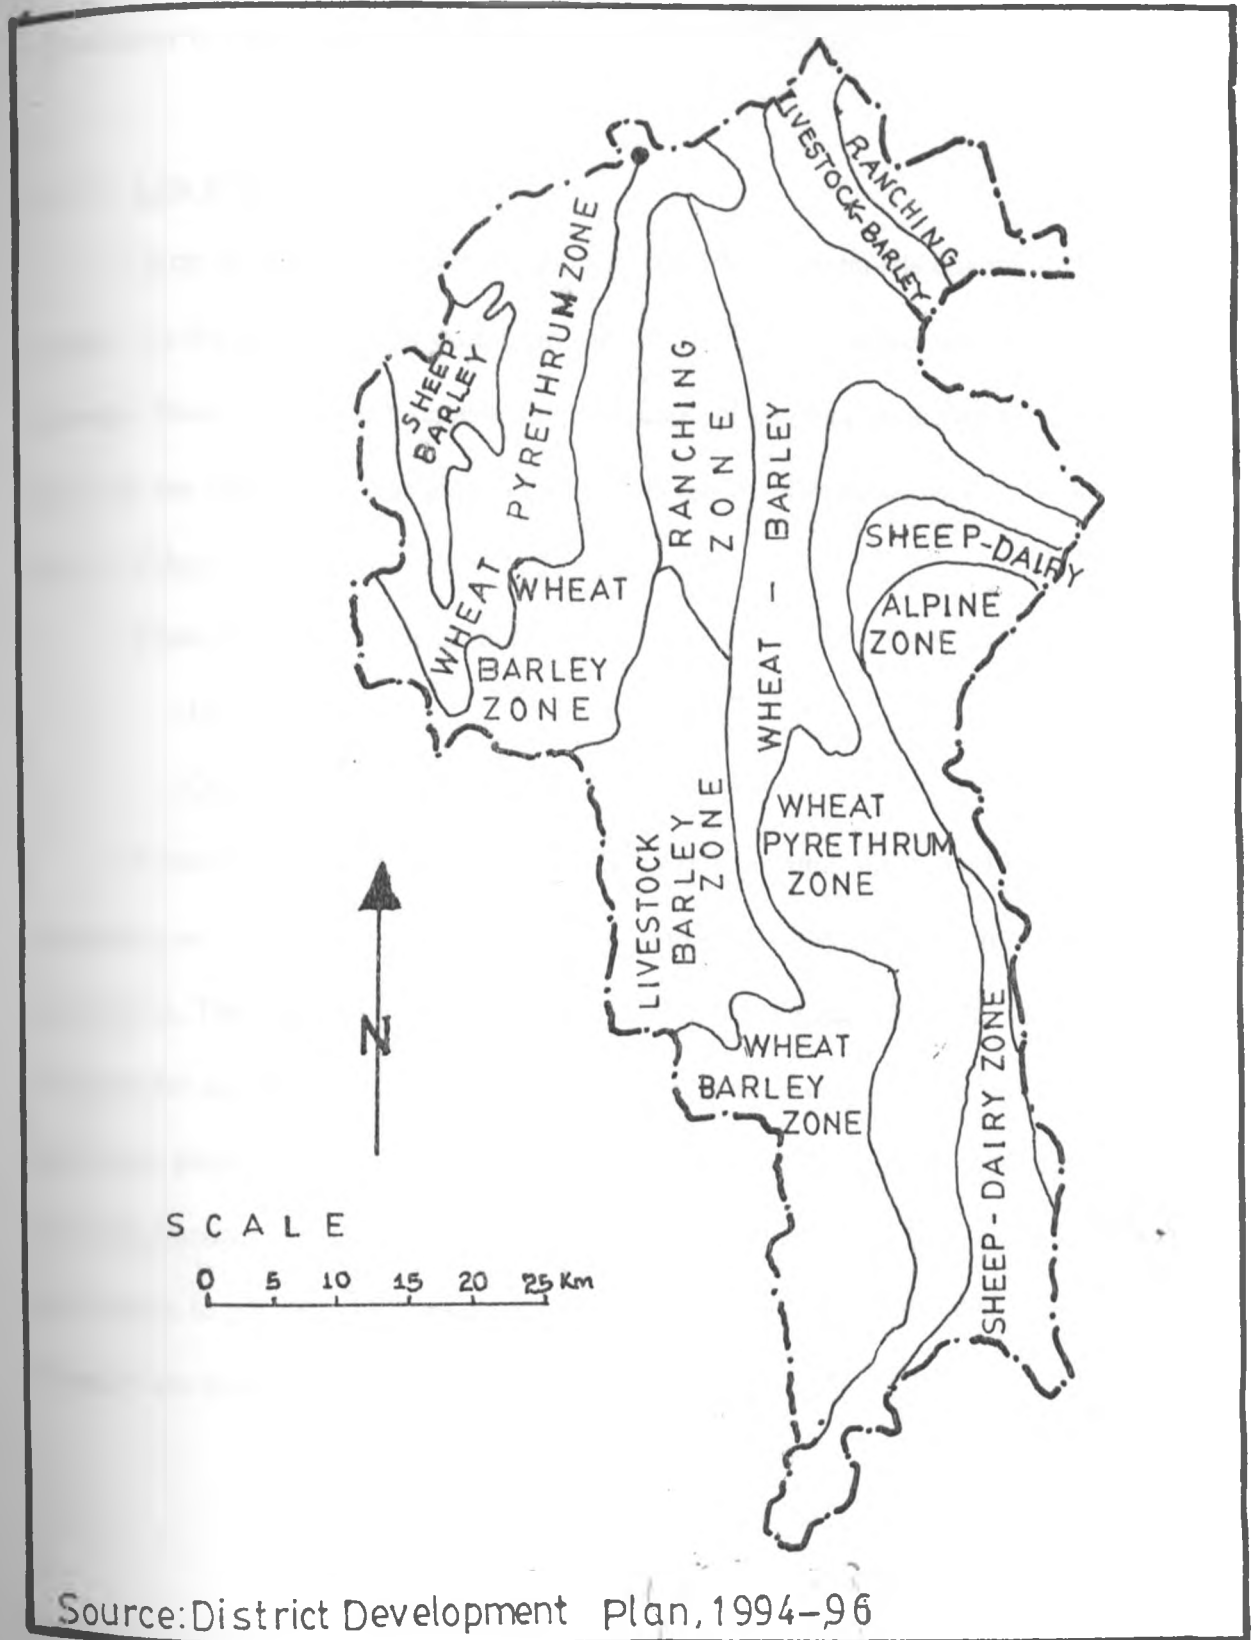 LIVESTOCK-BARLEY
RANCHING
PYRETHRUM ZONE
WHEAT
SHEEP
BARLEY
RANCHING
ZONE
WHEAT - BARLEY
SHEEP-DAIRY
ALPINE
ZONE
WHEAT
BARLEY
ZONE
WHEAT
PYRETHRUM
ZONE
LIVESTOCK
BARLEY
ZONE
WHEAT
BARLEY
ZONE
SHEEP-DAIRY ZONE
N
SCALE
0 5 10 15 20 25 Km
Source: District Development Plan, 1994-96